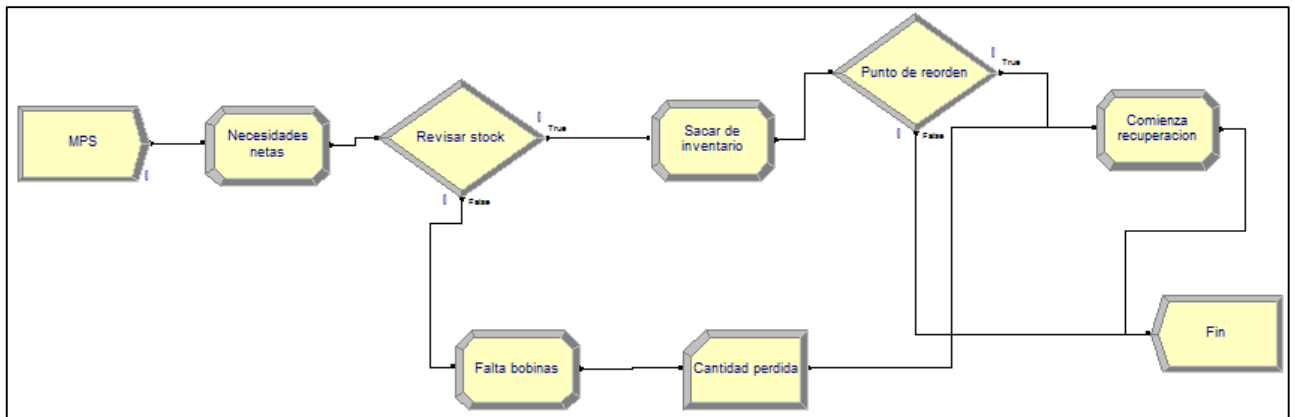 MPS
Necesidades
netas
Revisar stock
True
False
Sacar de
inventario
Punto de reorden
True
False
Comienza
recuperacion
Falta bobinas
Cantidad perdida
Fin